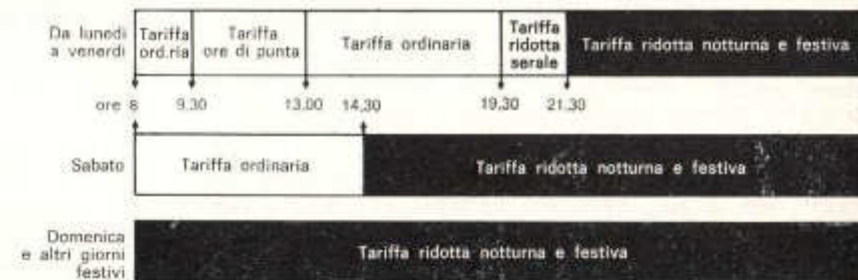 Da lunedì
a venerdì
Tariffa
ord.ria
Tariffa
ore di punta
Tariffa ordinaria
Tariffa
ridotta
serale
Tariffa ridotta notturna e festiva
ore 8 9.30 13.00 14.30 19.30 21.30
Sabato
Tariffa ordinaria
Tariffa ridotta notturna e festiva
Domenica
e altri giorni
festivi
Tariffa ridotta notturna e festiva